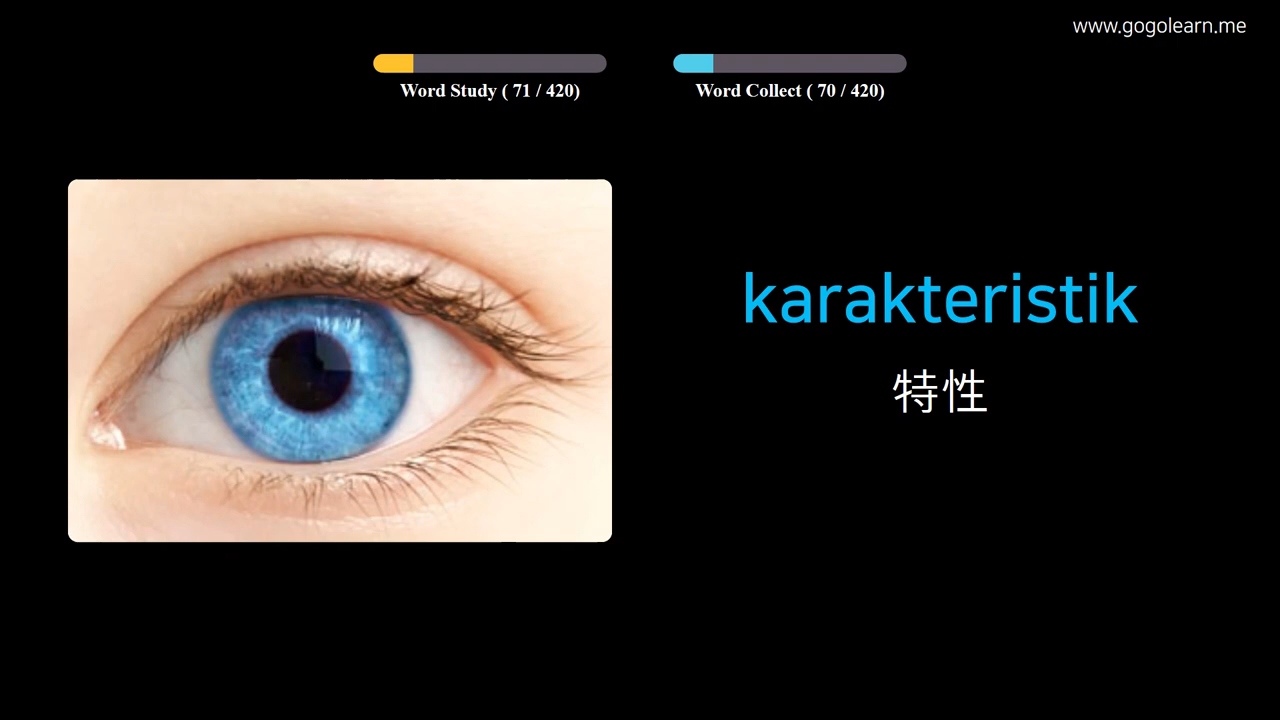 www.gogolearn.me
Word Study ( 71 / 420)
Word Collect ( 70 / 420)
karakteristik
特性